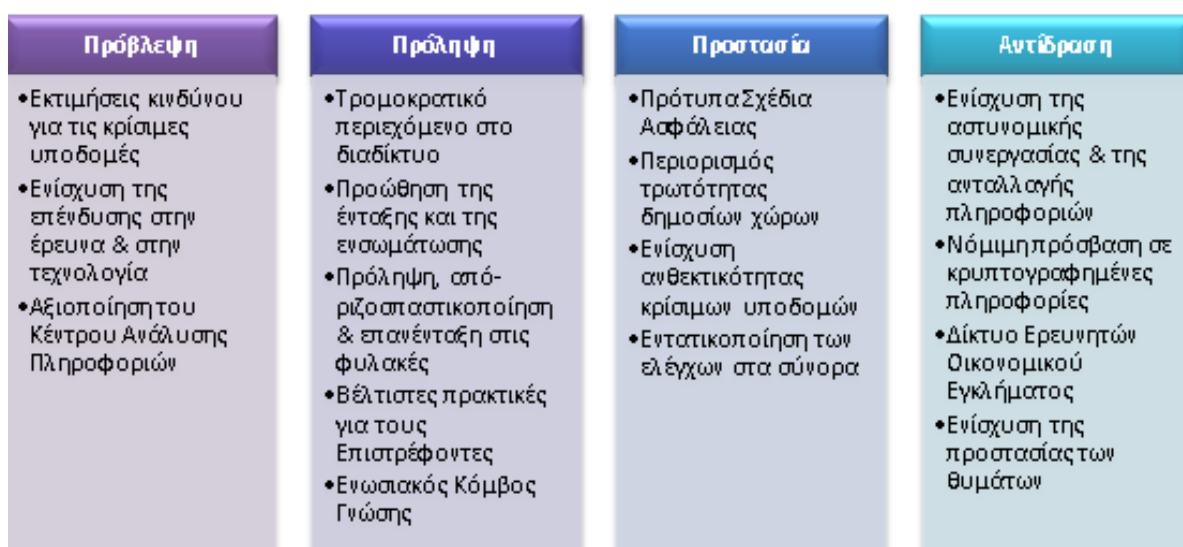 Πρόβλεψη
•Εκτιμήσεις κινδύνου
για τις κρίσιμες
υποδομές
•Ενίσχυση της
επένδυσης στην
έρευνα & στην
τεχνολογία
•Αξιοποίηση του
Κέντρου Ανάλυσης
Πληροφοριών
Πρόληψη
•Τρομοκρατικό
περιεχόμενο στο
διαδίκτυο
•Προώθηση της
ένταξης και της
ενσωμάτωσης
•Πρόληψη, από-
ριζοσπαστικοποίηση
& επανένταξη στις
φυλακές
•Βέλτιστες πρακτικές
για τους
Επιστρέφοντες
•Ενωσιακός Κόμβος
Γνώσης
Προστασία
•Πρότυπα Σχέδια
Ασφάλειας
•Περιορισμός
τρωτότητας
δημοσίων χώρων
•Ενίσχυση
ανθεκτικότητας
κρίσιμων υποδομών
•Εντατικοποίηση των
ελέγχων στα σύνορα
Αντίδραση
•Ενίσχυση της
αστυνομικής
συνεργασίας & της
ανταλλαγής
πληροφοριών
•Νόμιμη πρόσβαση σε
κρυπτογραφημένες
πληροφορίες
•Δίκτυο Ερευνητών
Οικονομικού
Εγκλήματος
•Ενίσχυση της
προστασίας των
θυμάτων